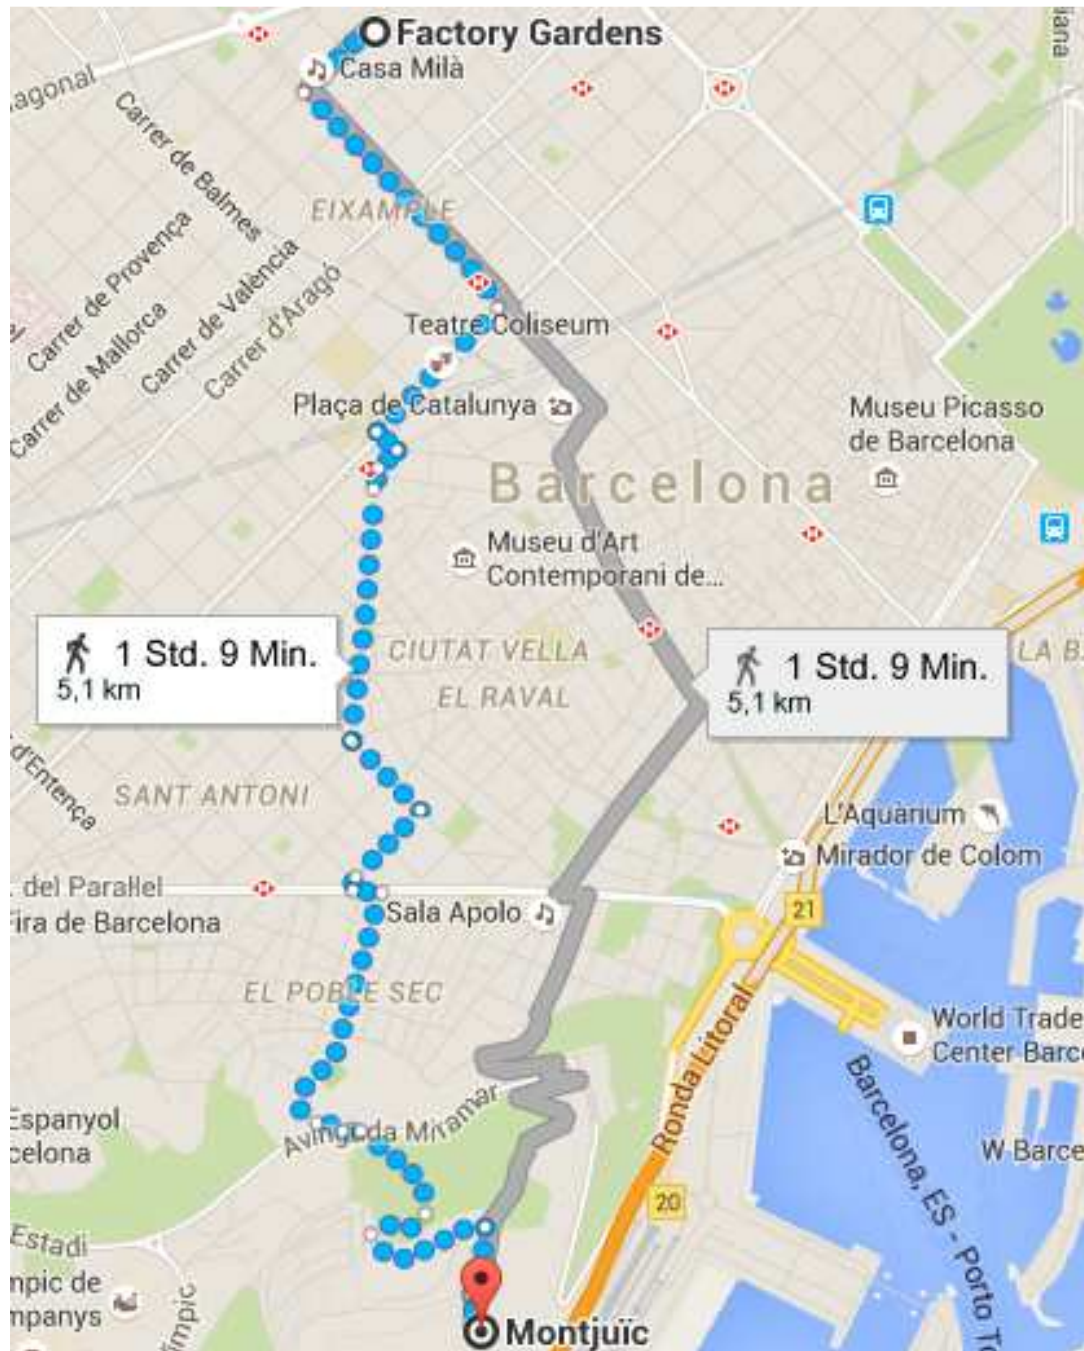 Factory Gardens
Casa Milà
agonal
Carrer de Balmes
EIXAMPLE
Carrer de Provença
Carrer de València
Carrer d'Aragó
Carrer de Mallorca
Teatre Coliseum
Plaça de Catalunya
Museu Picasso
de Barcelona
Barcelona
Museu d'Art
Contemporani de...
1 Std. 9 Min.
5,1 km
CIUTAT VELLA
EL RAVAL
1 Std. 9 Min.
5,1 km
LA B
d'Entença
SANT ANTONI
L'Aquàrium
Mirador de Colom
. del Paral·lel
Fira de Barcelona
Sala Apolo
21
EL POBLE SEC
World Trade
Center Barce
Ronda Litoral
Barcelona, ES - Porto To
Espanyol
celona
Avinguda Miramar
W Barce
20
Estadi
mpic de
mpanys
ímpic
Montjuïc